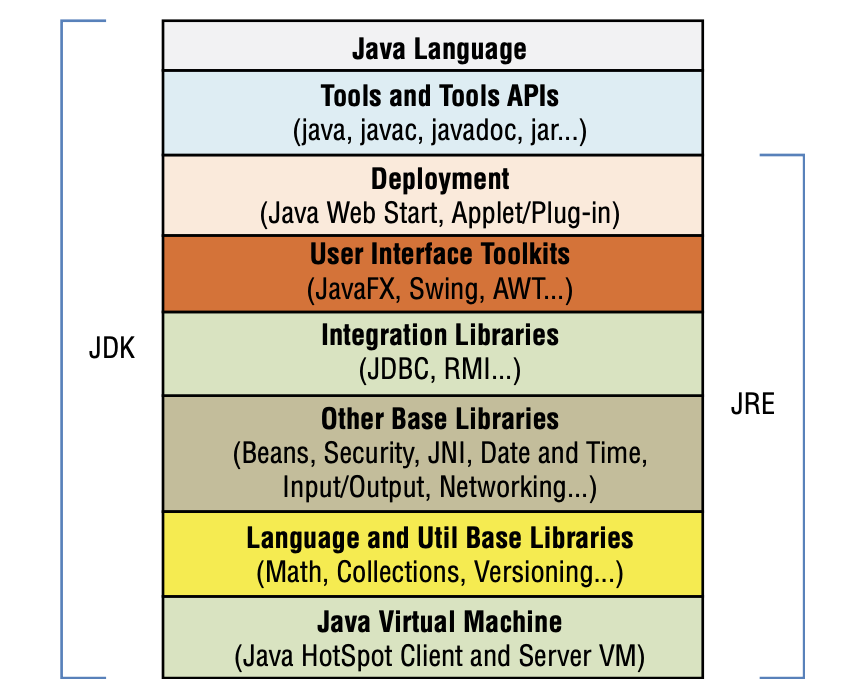 Java Language
Tools and Tools APIs
(java, javac, javadoc, jar...)
Deployment
(Java Web Start, Applet/Plug-in)
User Interface Toolkits
(JavaFX, Swing, AWT...)
Integration Libraries
(JDBC, RMI...)
JDK
Other Base Libraries
(Beans, Security, JNI, Date and Time,
Input/Output, Networking...)
JRE
Language and Util Base Libraries
(Math, Collections, Versioning...)
Java Virtual Machine
(Java HotSpot Client and Server VM)